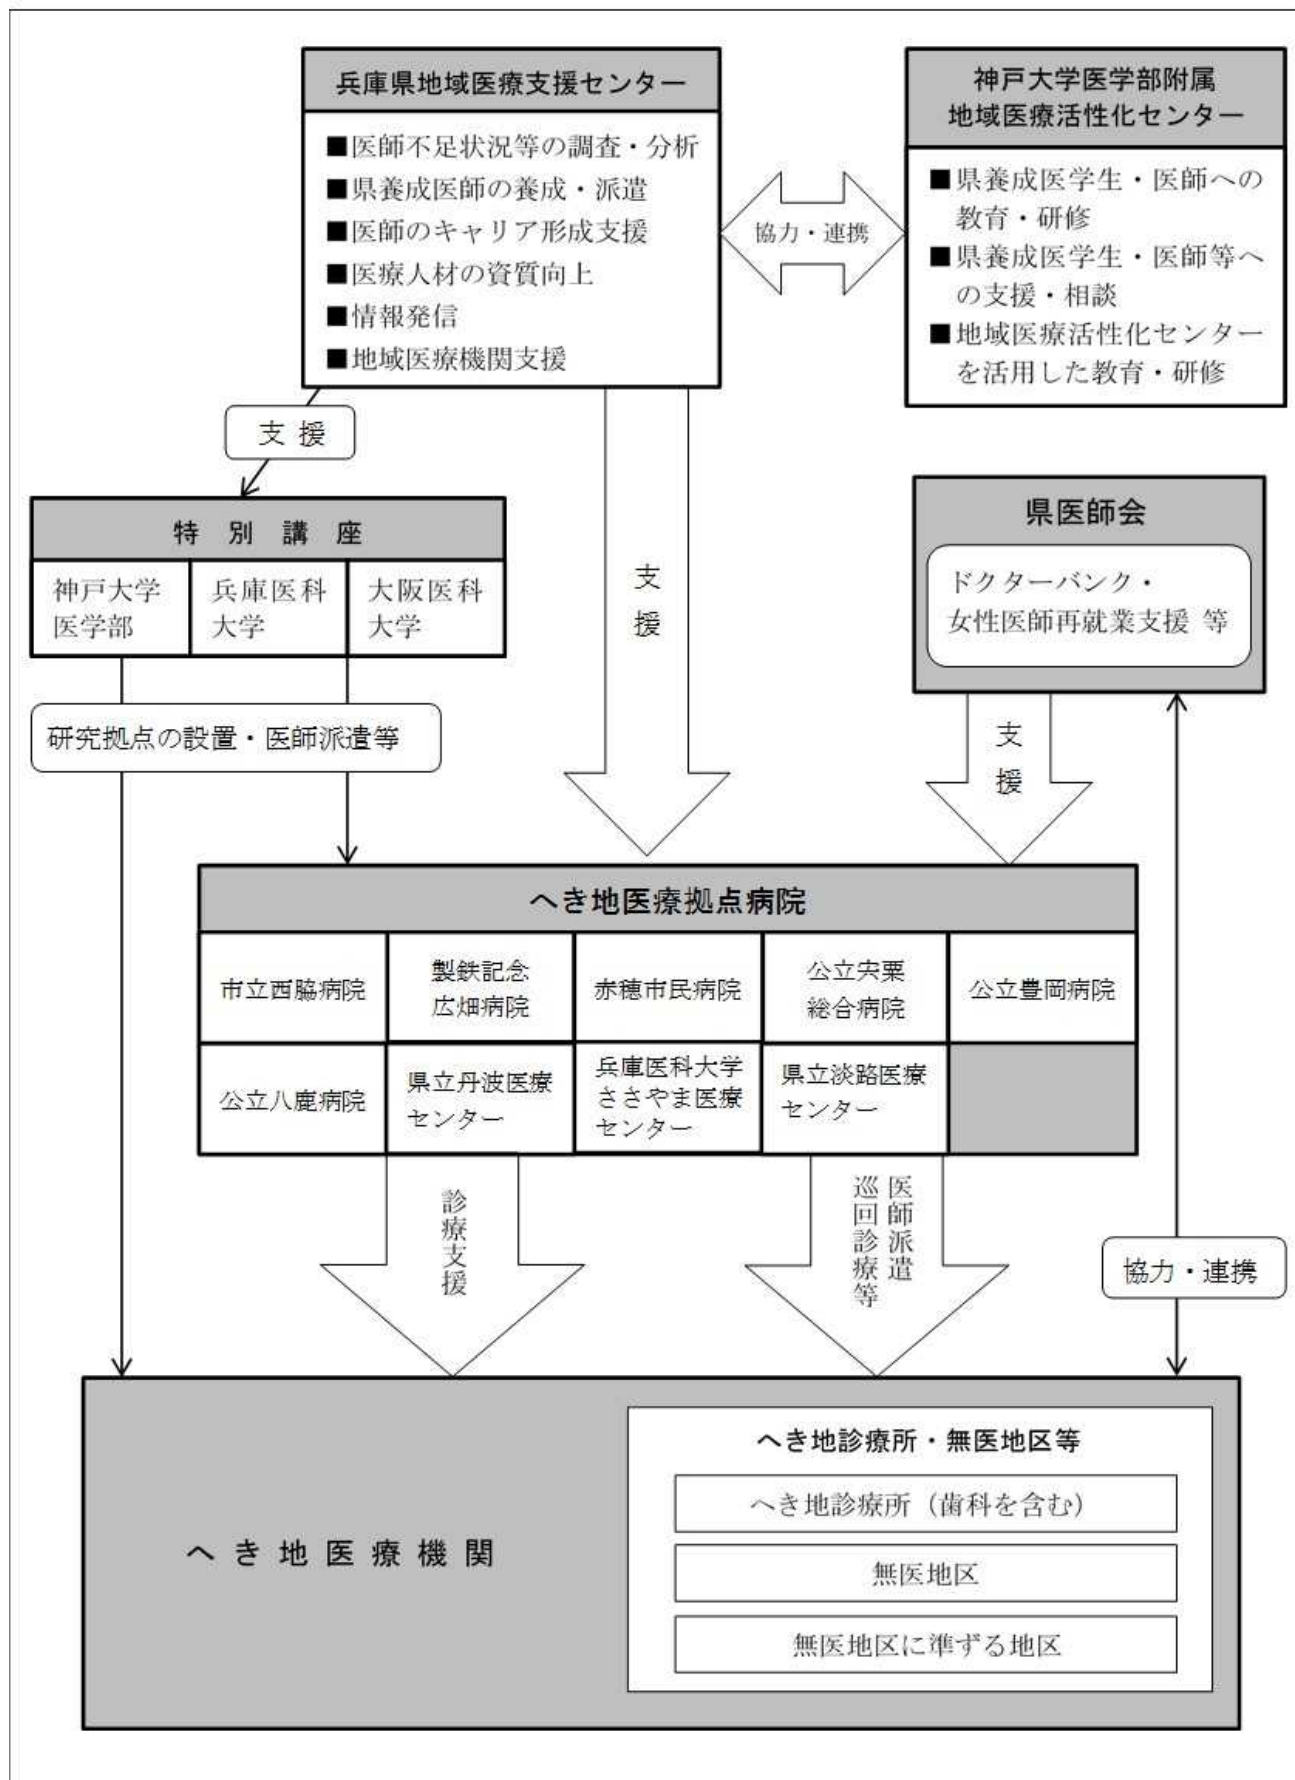 兵庫県地域医療支援センター
■医師不足状況等の調査・分析
■県養成医師の養成・派遣
■医師のキャリア形成支援
■医療人材の資質向上
■情報発信
■地域医療機関支援
協力・連携
神戸大学医学部附属
地域医療活性化センター
■県養成医学生・医師への
教育・研修
■県養成医学生・医師等へ
の支援・相談
■地域医療活性化センター
を活用した教育・研修
支 援
特 別 講 座
神戸大学
医学部
兵庫医科
大学
大阪医科
大学
支
援
県医師会
ドクターバンク・
女性医師再就業支援 等
研究拠点の設置・医師派遣等
支
援
へき地医療拠点病院
市立西脇病院
製鉄記念
広畑病院
赤穂市民病院
公立宍粟
総合病院
公立豊岡病院
公立八鹿病院
県立丹波医療
センター
兵庫医科大学
ささやま医療
センター
県立淡路医療
センター
診療支援
医師派遣
巡回診療等
協力・連携
へ き 地 医 療 機 関
へき地診療所・無医地区等
へき地診療所（歯科を含む）
無医地区
無医地区に準ずる地区